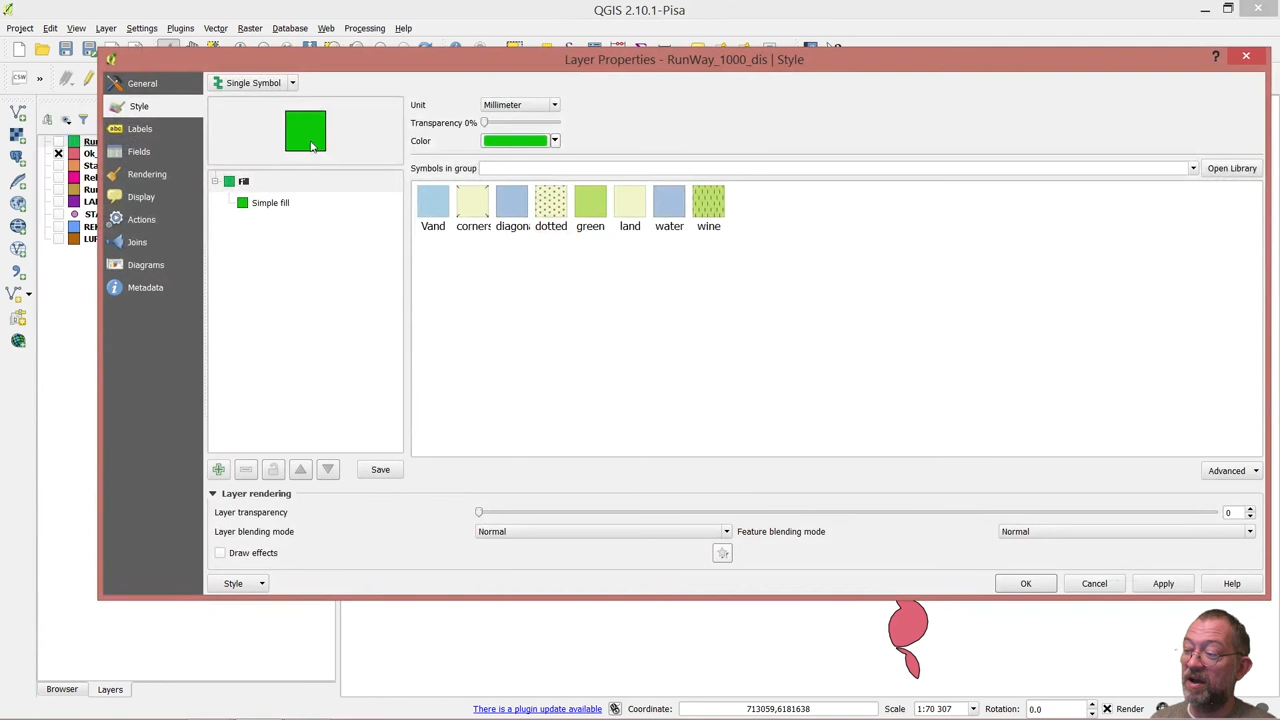 QGIS 2.10.1-Pisa
Project Edit View Layer Settings Plugins Vector Raster Database Web Processing Help
Layer Properties - RunWay_1000_dis | Style
CSW »
General
Style
Labels
Fields
Rendering
Display
Actions
Joins
Diagrams
Metadata
Single Symbol
Fill
Simple fill
Save
Unit Millimeter
Transparency 0%
Color
Symbols in group Open Library
Vand corners diagon dotted green land water wine
Advanced
Layer rendering
Layer transparency 0
Layer blending mode Normal Feature blending mode Normal
Draw effects
Style OK Cancel Apply Help
Browser Layers
There is a plugin update available Coordinate: 713059,6181638 Scale 1:70 307 Rotation: 0.0 Render